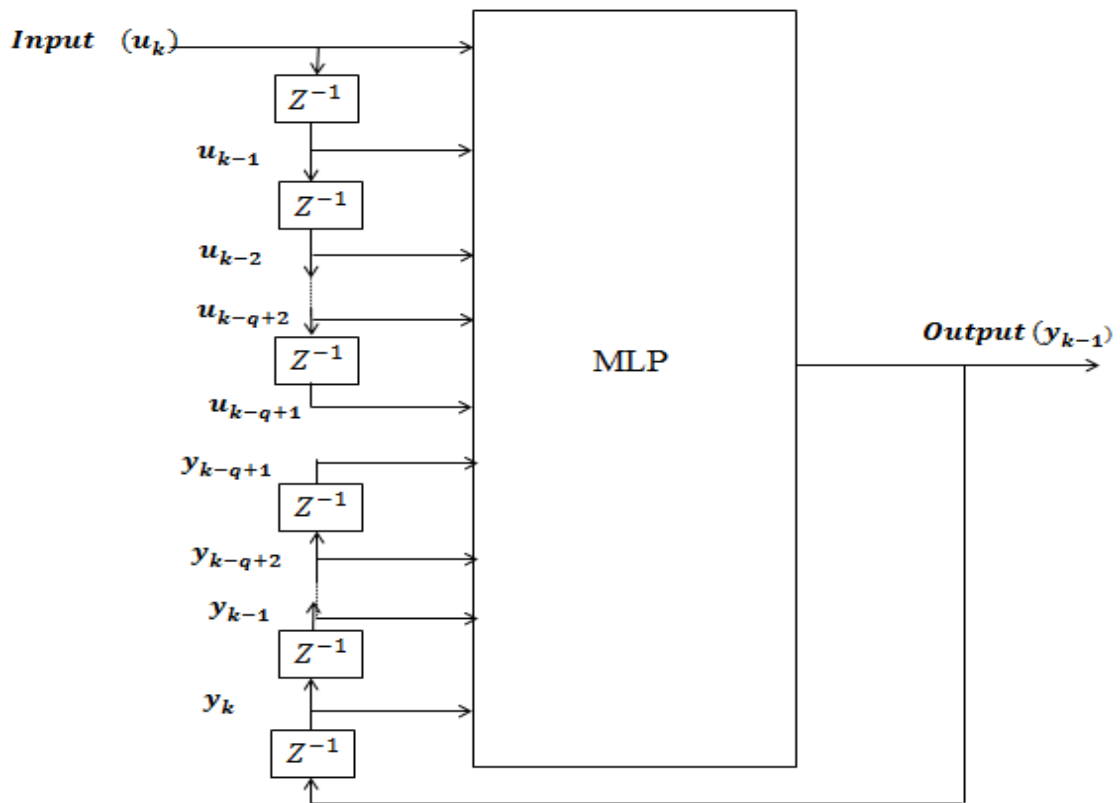 Input (u_k)
Z^{-1}
u_{k-1}
Z^{-1}
u_{k-2}
u_{k-q+2}
Z^{-1}
u_{k-q+1}
y_{k-q+1}
Z^{-1}
y_{k-q+2}
y_{k-1}
Z^{-1}
y_k
Z^{-1}
MLP
Output (y_{k-1})